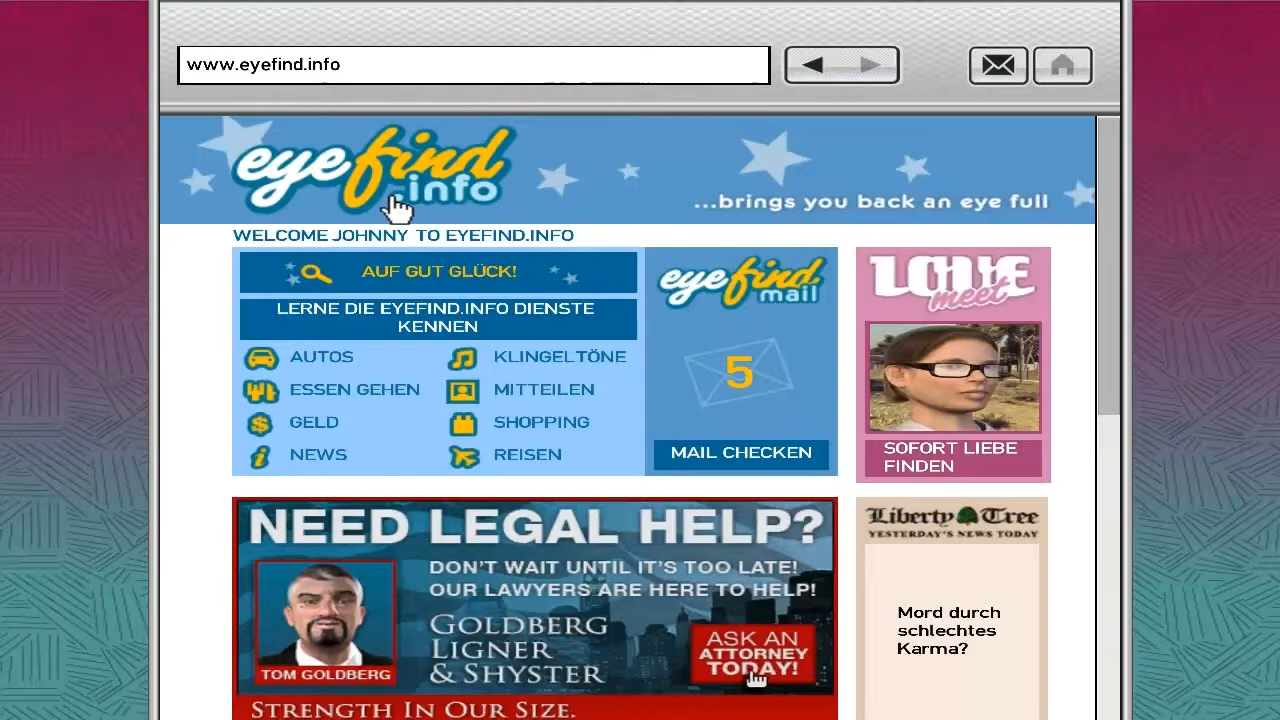 www.eyefind.info
eyefind
.info
...brings you back an eye full
WELCOME JOHNNY TO EYEFIND.INFO
AUF GUT GLÜCK!
LERNE DIE EYEFIND.INFO DIENSTE
KENNEN
AUTOS
KLINGELTÖNE
ESSEN GEHEN
MITTEILEN
GELD
SHOPPING
NEWS
REISEN
eyefind
mail
5
MAIL CHECKEN
LOVE
meet
SOFORT LIEBE
FINDEN
NEED LEGAL HELP?
DON'T WAIT UNTIL IT'S TOO LATE!
OUR LAWYERS ARE HERE TO HELP!
GOLDBERG
LIGNER
& SHYSTER
TOM GOLDBERG
ASK AN
ATTORNEY
TODAY!
STRENGTH IN OUR SIZE.
Liberty Tree
YESTERDAY'S NEWS TODAY
Mord durch
schlechtes
Karma?